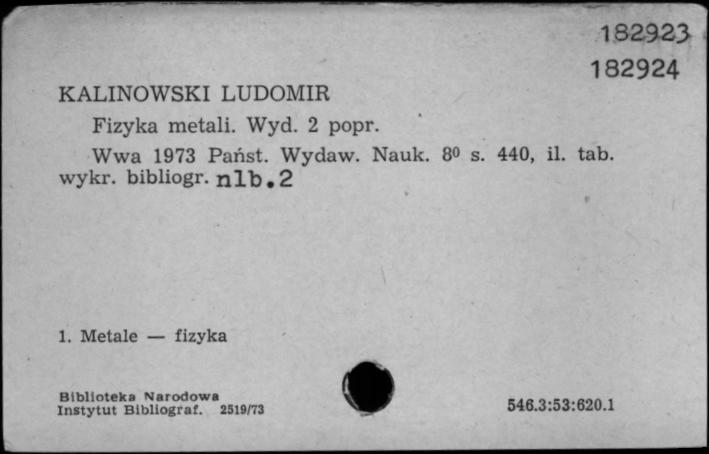 182923
182924
KALINOWSKI LUDOMIR
Fizyka metali. Wyd. 2 popr.
Wwa 1973 Państ. Wydaw. Nauk. 8⁰ s. 440, il. tab.
wykr. bibliogr. nlb.2
1. Metale — fizyka
Biblioteka Narodowa
Instytut Bibliograf. 2519/73
546.3:53:620.1